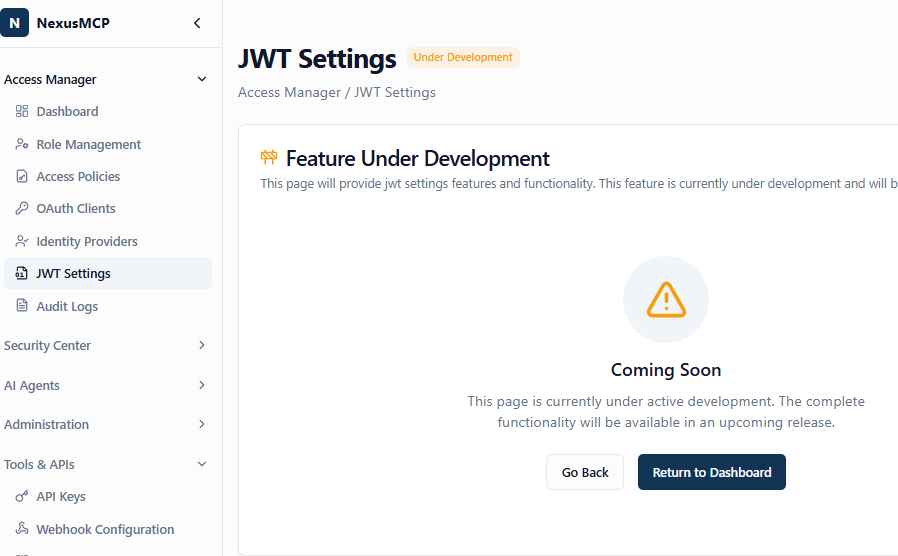 N NexusMCP
Access Manager
Dashboard
Role Management
Access Policies
OAuth Clients
Identity Providers
JWT Settings
Audit Logs
Security Center
AI Agents
Administration
Tools & APIs
API Keys
Webhook Configuration
JWT Settings Under Development
Access Manager / JWT Settings
Feature Under Development
This page will provide jwt settings features and functionality. This feature is currently under development and will b
Coming Soon
This page is currently under active development. The complete
functionality will be available in an upcoming release.
Go Back Return to Dashboard